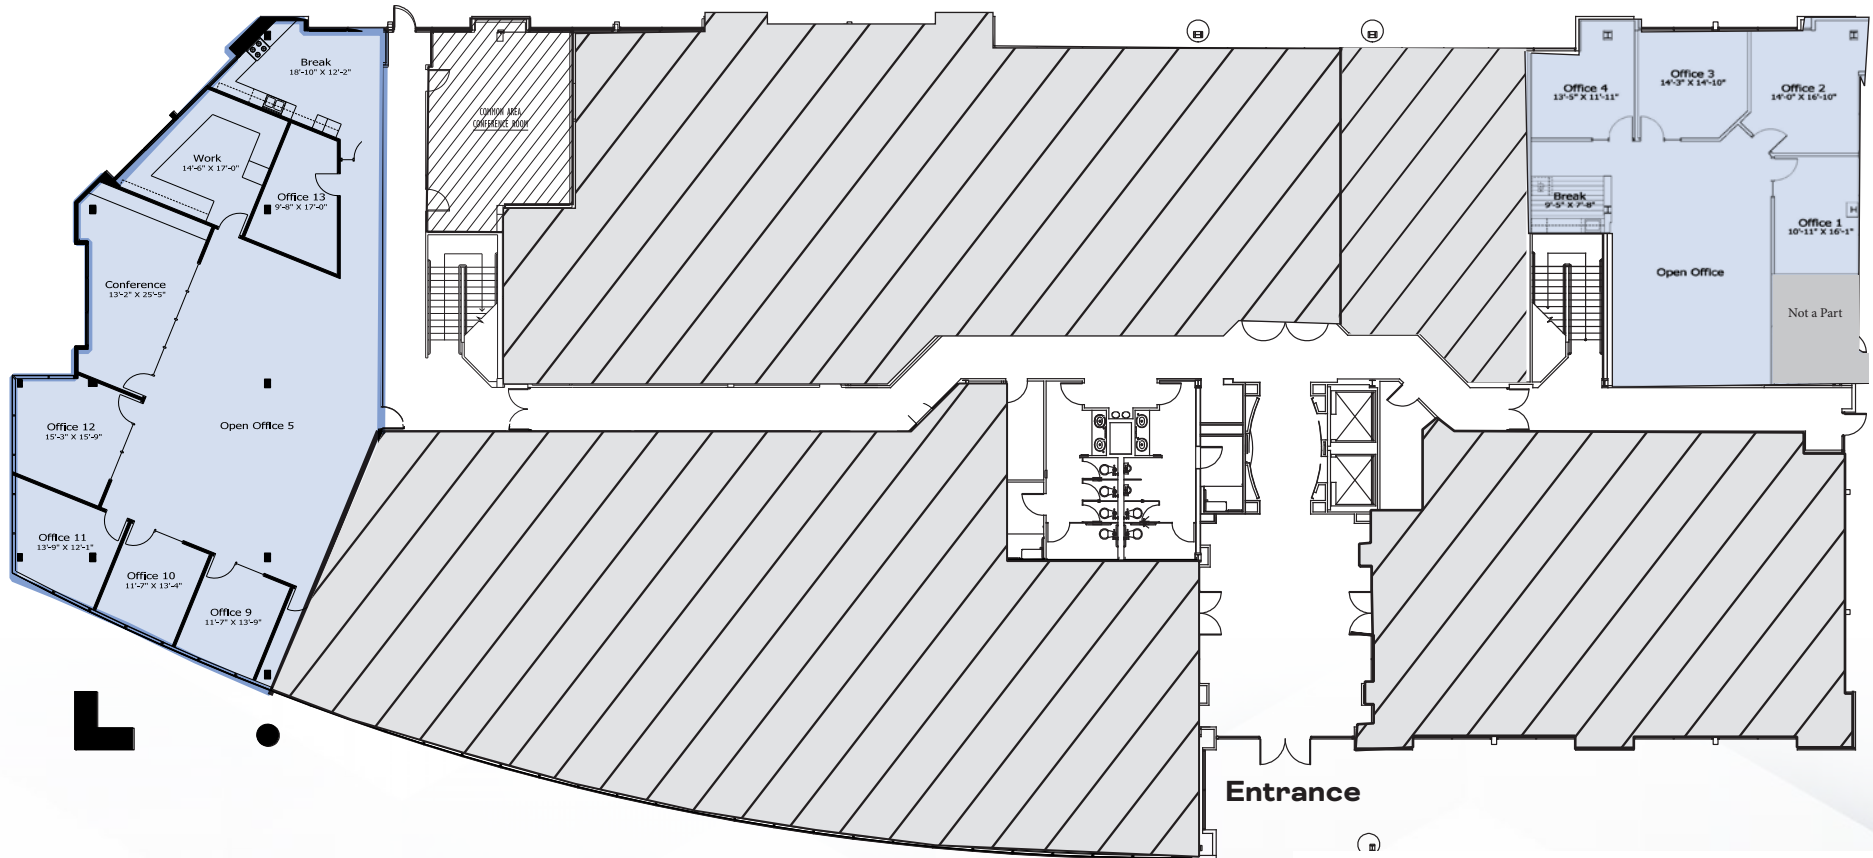 Break
18'-10" X 12'-2"
Work
14'-6" X 17'-0"
Office 13
9'-8" X 17'-0"
Conference
13'-2" X 25'-5"
Office 12
15'-3" X 15'-9"
Open Office 5
Office 11
13'-9" X 12'-1"
Office 10
11'-7" X 13'-4"
Office 9
11'-7" X 13'-9"
COMMON AREA
CONFERENCE ROOM
Office 4
13'-5" X 11'-11"
Office 3
14'-3" X 14'-10"
Office 2
14'-0" X 16'-10"
Break
9'-5" X 7'-8"
Office 1
10'-11" X 16'-1"
Open Office
Not a Part
Entrance